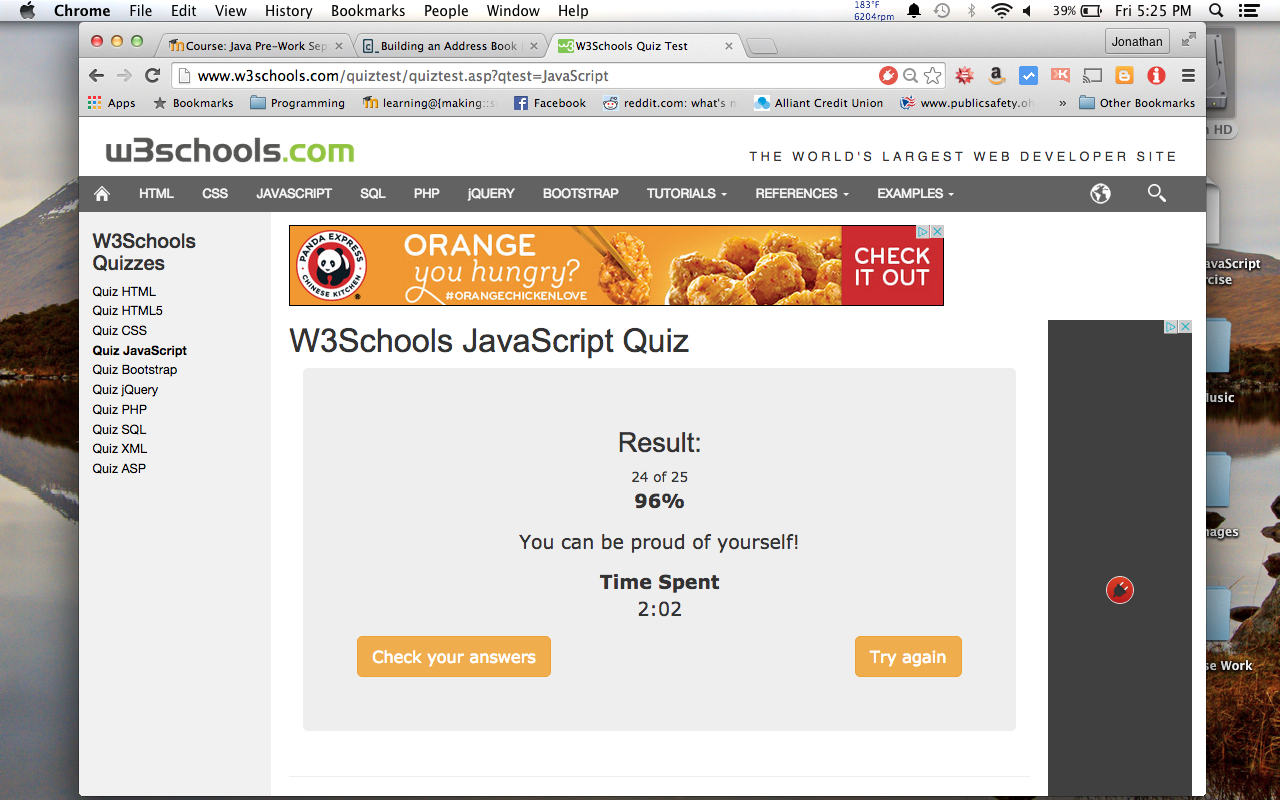 Chrome File Edit View History Bookmarks People Window Help 183°F 6204rpm 39% Fri 5:25 PM
Course: Java Pre-Work Sep Building an Address Book W3Schools Quiz Test Jonathan
www.w3schools.com/quiztest/quiztest.asp?qtest=JavaScript
Apps Bookmarks Programming learning@{making::s Facebook reddit.com: what's n Alliant Credit Union www.publicsafety.oh » Other Bookmarks
HD
w3schools.com
THE WORLD'S LARGEST WEB DEVELOPER SITE
HTML CSS JAVASCRIPT SQL PHP jQUERY BOOTSTRAP TUTORIALS REFERENCES EXAMPLES
W3Schools
Quizzes
Quiz HTML
Quiz HTML5
Quiz CSS
Quiz JavaScript
Quiz Bootstrap
Quiz jQuery
Quiz PHP
Quiz SQL
Quiz XML
Quiz ASP
PANDA EXPRESS
CHINESE KITCHEN
ORANGE
you hungry?
#ORANGECHICKENLOVE
CHECK
IT OUT
W3Schools JavaScript Quiz
Result:
24 of 25
96%
You can be proud of yourself!
Time Spent
2:02
Check your answers Try again
avaScript
rcise
Music
mages
se Work